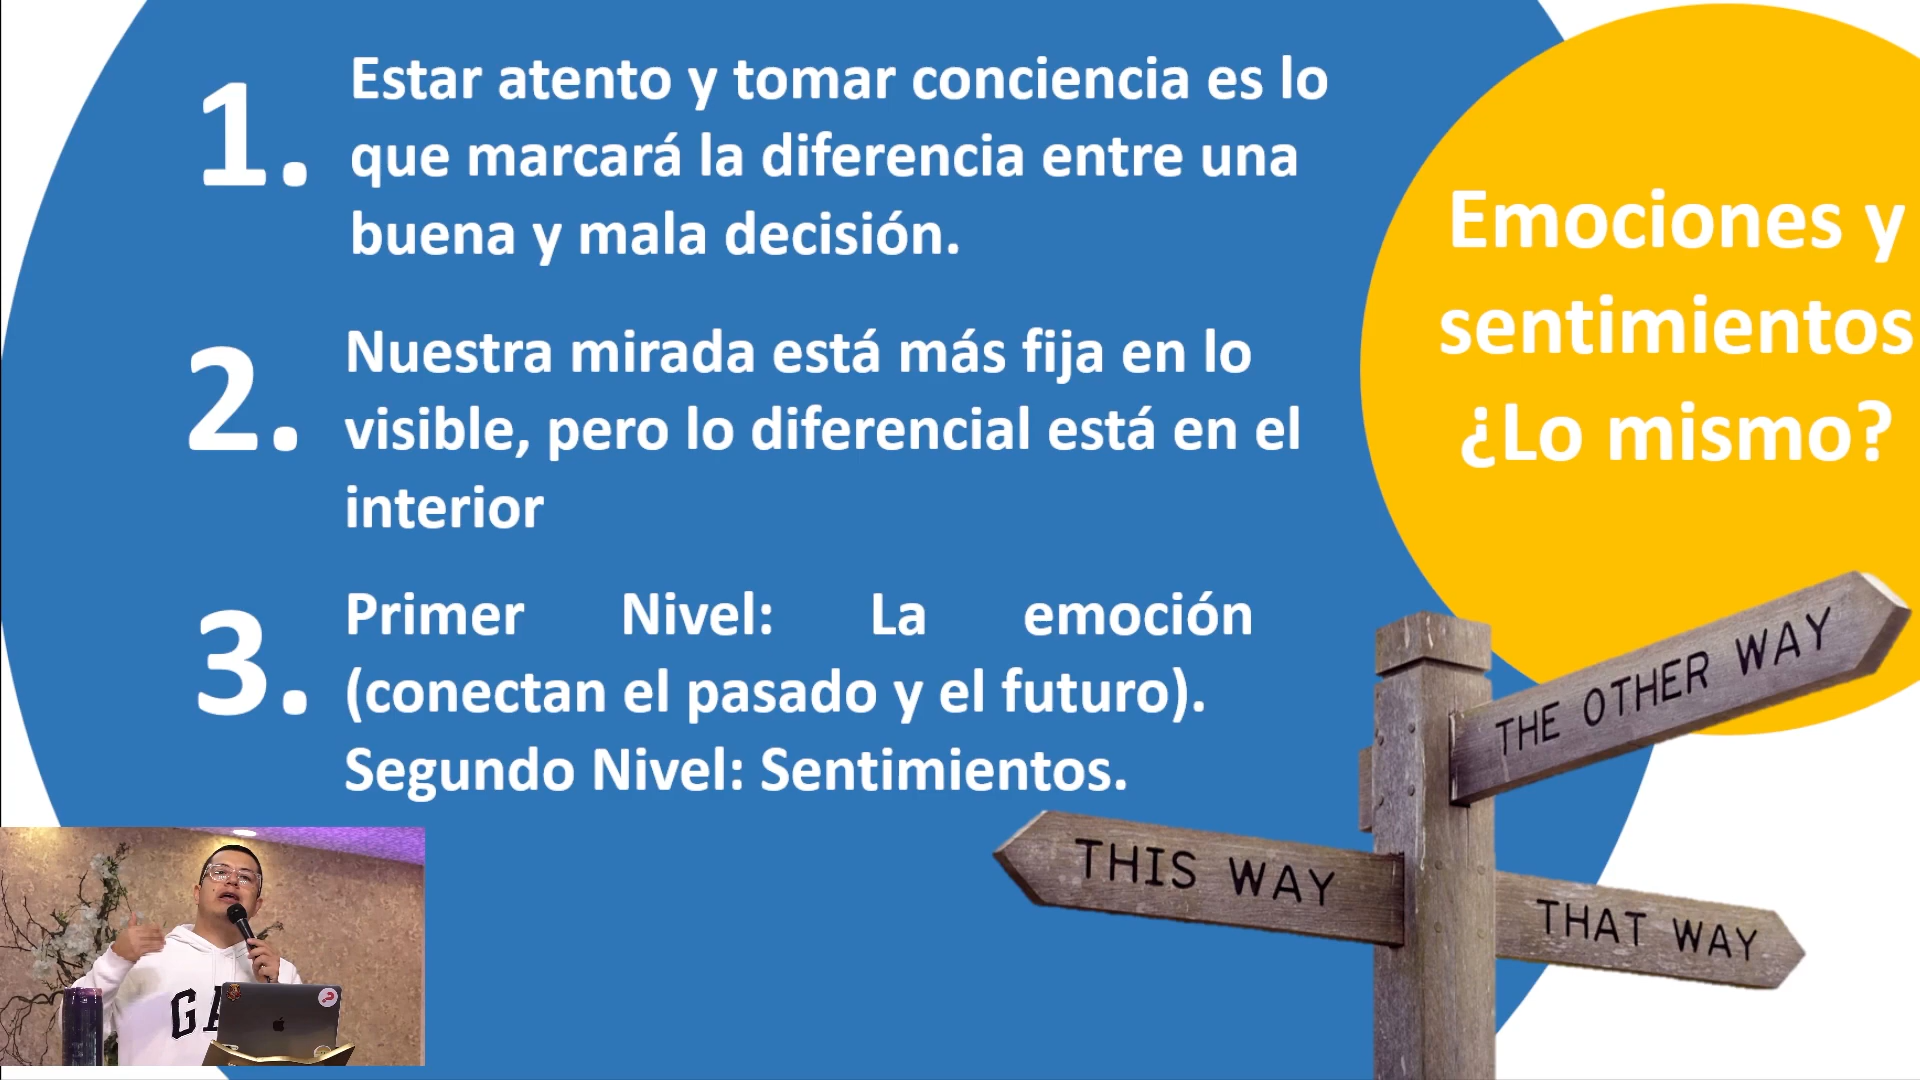 1. Estar atento y tomar conciencia es lo
que marcará la diferencia entre una
buena y mala decisión.
2. Nuestra mirada está más fija en lo
visible, pero lo diferencial está en el
interior
3. Primer Nivel: La emoción
(conectan el pasado y el futuro).
Segundo Nivel: Sentimientos.
Emociones y
sentimientos
¿Lo mismo?
THE OTHER WAY
THIS WAY
THAT WAY